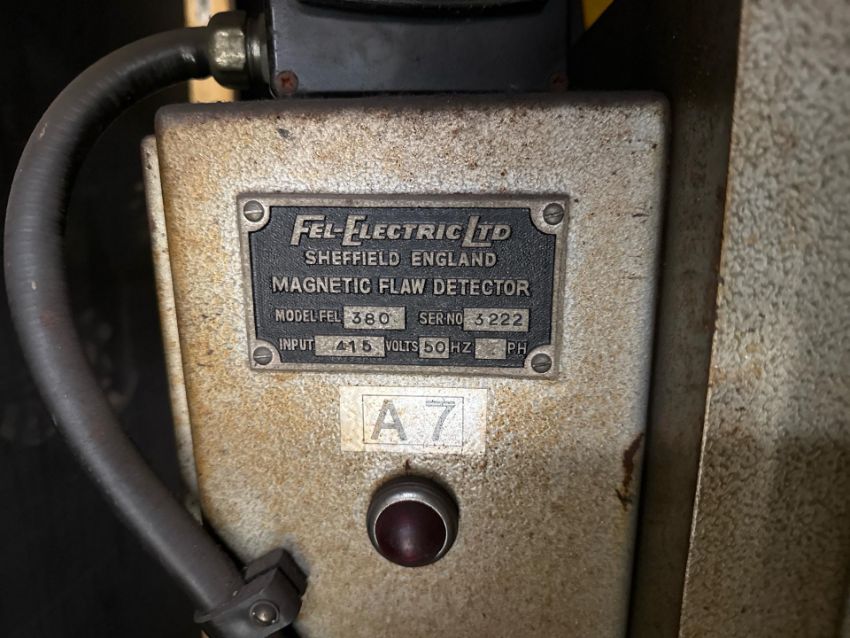 FEL-ELECTRIC LTD
SHEFFIELD ENGLAND
MAGNETIC FLAW DETECTOR
MODEL FEL 380 SER·NO 3222
INPUT 415 VOLTS 50 HZ PH
A 7